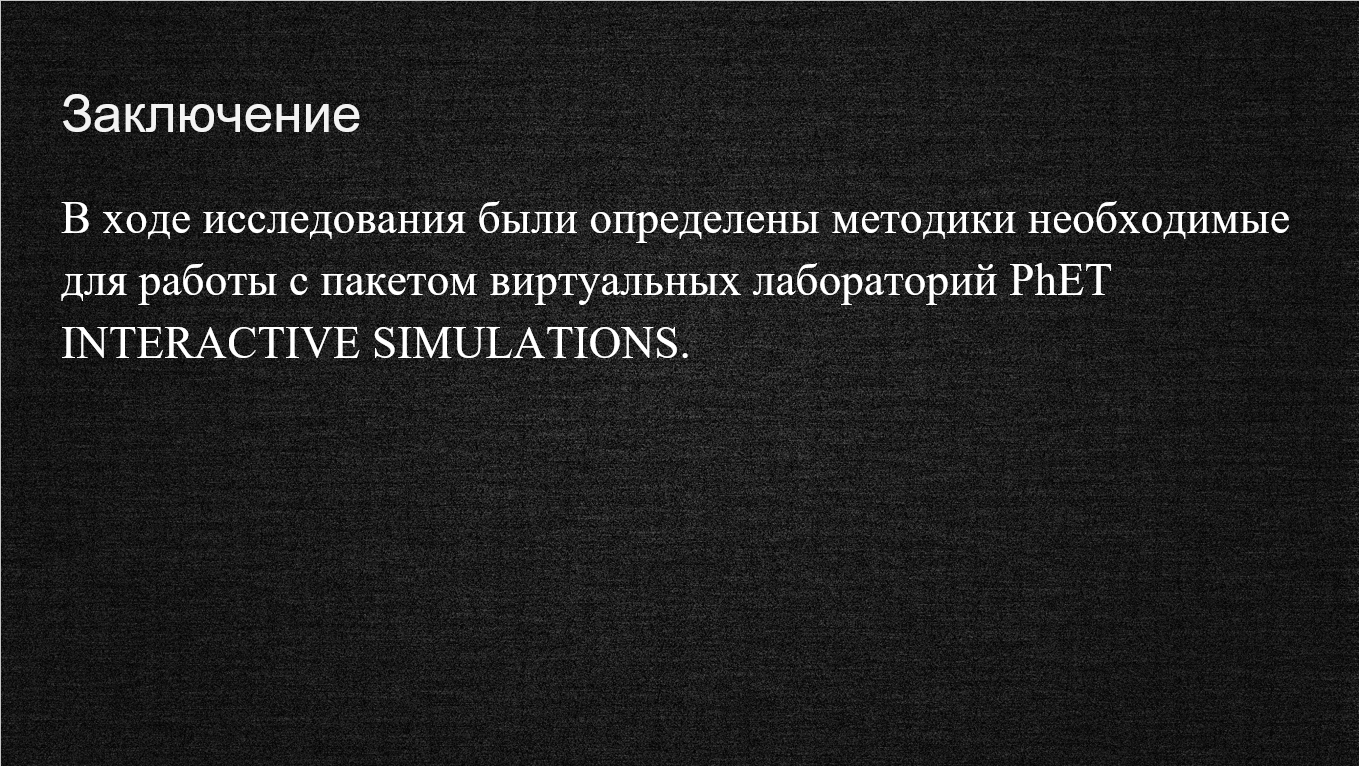 Заключение
В ходе исследования были определены методики необходимые
для работы с пакетом виртуальных лабораторий PhET
INTERACTIVE SIMULATIONS.